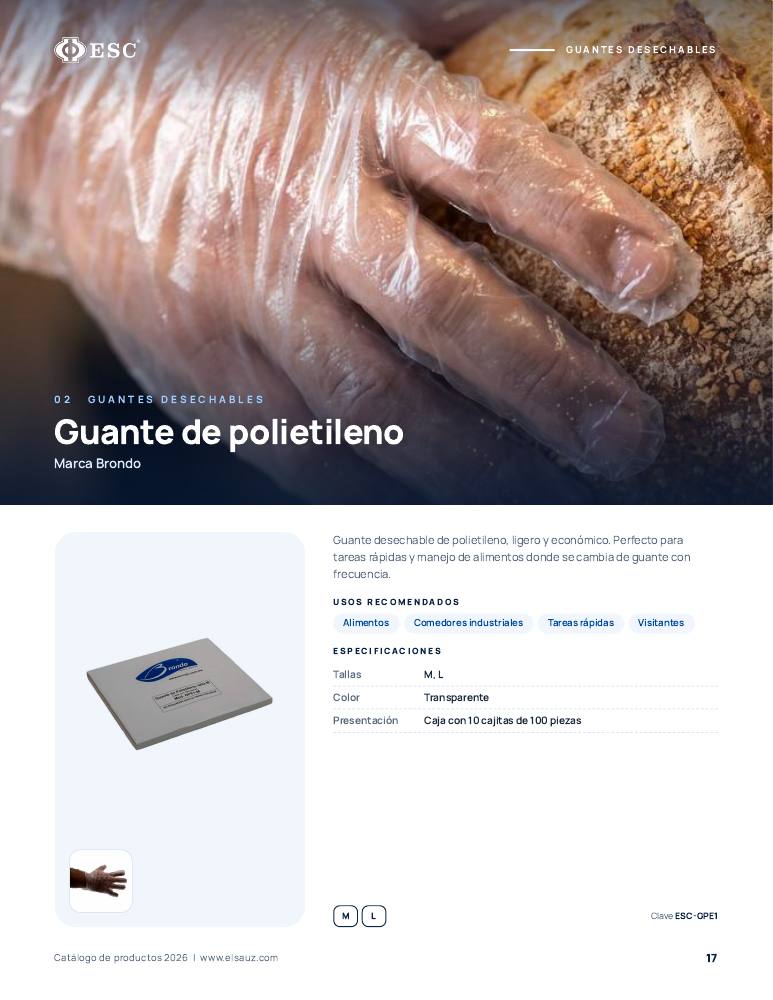 ESC
GUANTES DESECHABLES
02 GUANTES DESECHABLES
Guante de polietileno
Marca Brondo
Guante desechable de polietileno, ligero y económico. Perfecto para
tareas rápidas y manejo de alimentos donde se cambia de guante con
frecuencia.
USOS RECOMENDADOS
Alimentos Comedores industriales Tareas rápidas Visitantes
ESPECIFICACIONES
Tallas M, L
Color Transparente
Presentación Caja con 10 cajitas de 100 piezas
Brondo
M L
Clave ESC-GPE1
Catálogo de productos 2026 | www.elsauz.com
17